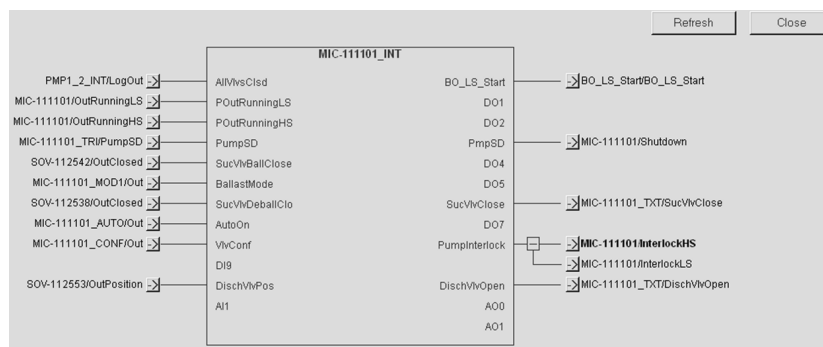 Refresh Close
MIC-111101_INT
PMP1_2_INT/LogOut AllVlvsClsd BO_LS_Start BO_LS_Start/BO_LS_Start
MIC-111101/OutRunningLS POutRunningLS DO1
MIC-111101/OutRunningHS POutRunningHS DO2
MIC-111101_TRI/PumpSD PumpSD PmpSD MIC-111101/Shutdown
SOV-112542/OutClosed SucVlvBallClose DO4
MIC-111101_MOD1/Out BallastMode DO5
SOV-112538/OutClosed SucVlvDeballClo SucVlvClose MIC-111101_TXT/SucVlvClose
MIC-111101_AUTO/Out AutoOn DO7
MIC-111101_CONF/Out VlvConf PumpInterlock MIC-111101/InterlockHS
DI9 MIC-111101/InterlockLS
SOV-112553/OutPosition DischVlvPos DischVlvOpen MIC-111101_TXT/DischVlvOpen
AI1 AO0
AO1